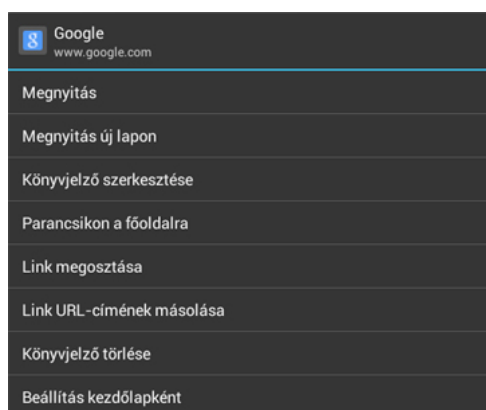 Google
www.google.com
Megnyitás
Megnyitás új lapon
Könyvjelző szerkesztése
Parancsikon a főoldalra
Link megosztása
Link URL-címének másolása
Könyvjelző törlése
Beállítás kezdőlapként